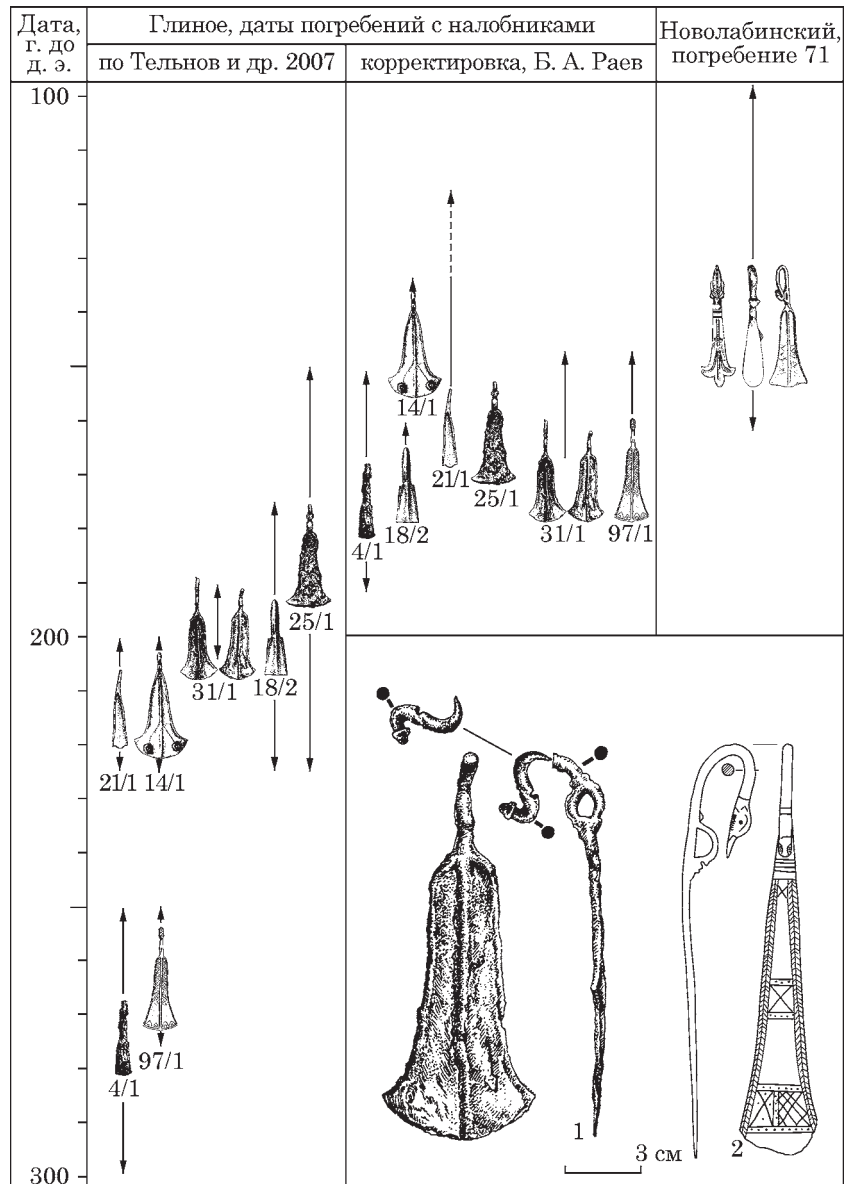 Дата,
г. до
д. э.
Глиное, даты погребений с налобниками
по Тельнов и др. 2007
корректировка, Б. А. Раев
Новолабинский,
погребение 71
100
200
300
21/1
14/1
31/1
18/2
25/1
4/1
97/1
4/1
18/2
14/1
21/1
25/1
31/1
97/1
1
2
3 см